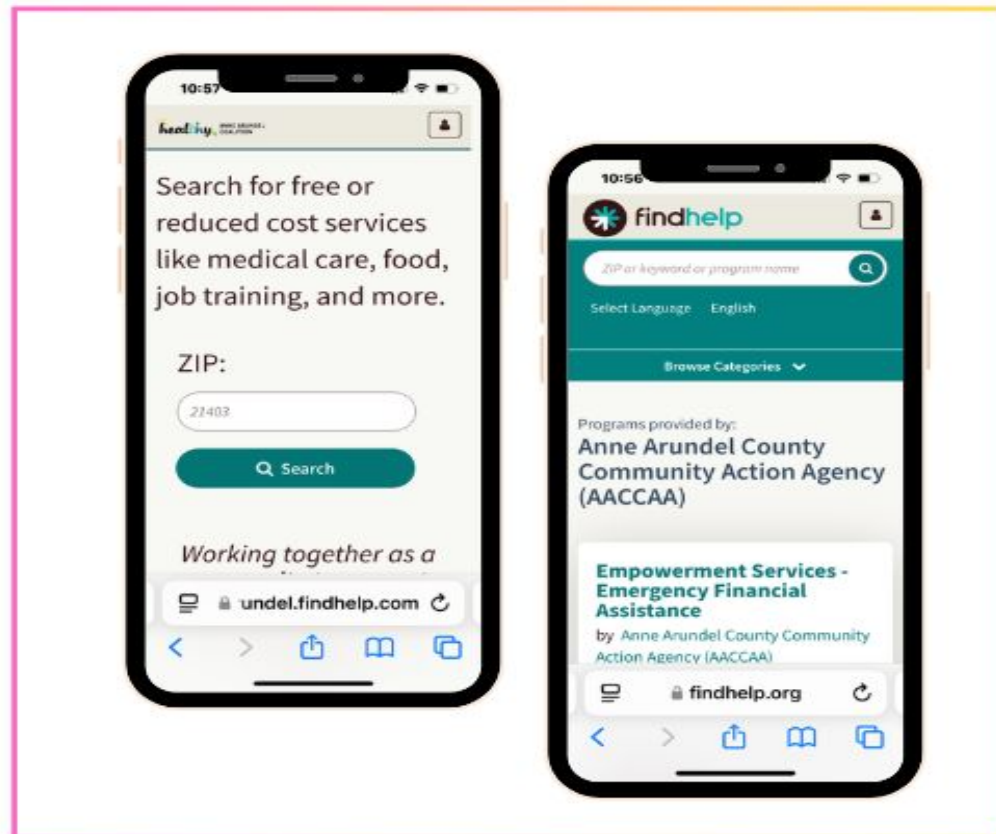 10:57
healthy
Search for free or
reduced cost services
like medical care, food,
job training, and more.
ZIP:
21403
Search
Working together as a
undel.findhelp.com
10:56
findhelp
ZIP or keyword or program name
Select Language English
Browse Categories
Programs provided by:
Anne Arundel County
Community Action Agency
(AACCAA)
Empowerment Services -
Emergency Financial
Assistance
by Anne Arundel County Community
Action Agency (AACCAA)
findhelp.org